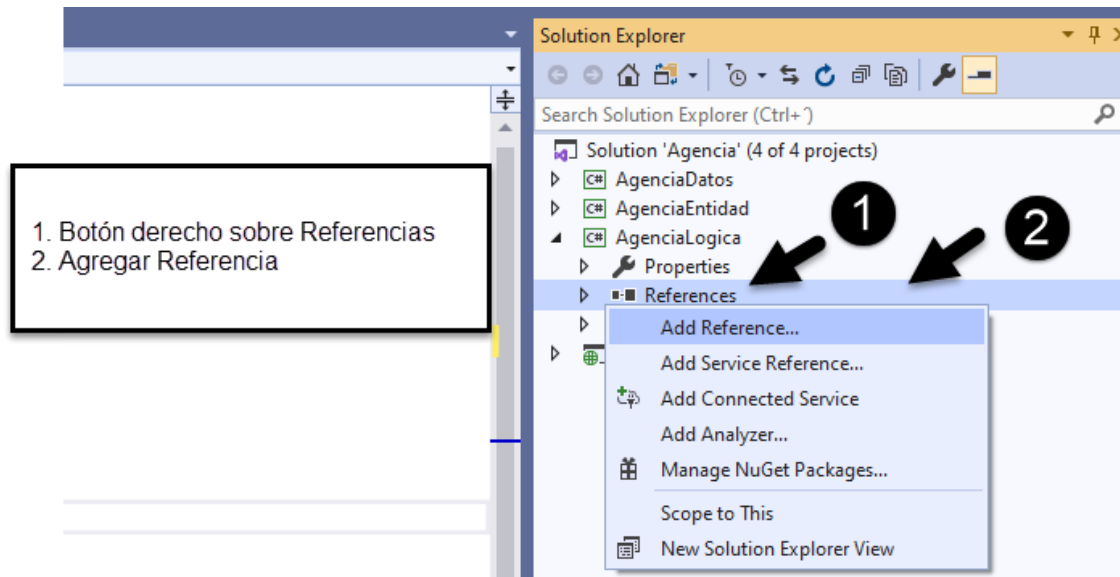 Solution Explorer
Search Solution Explorer (Ctrl+´)
Solution 'Agencia' (4 of 4 projects)
C# AgenciaDatos
C# AgenciaEntidad
C# AgenciaLogica
Properties
References
1
2
1. Botón derecho sobre Referencias
2. Agregar Referencia
Add Reference...
Add Service Reference...
Add Connected Service
Add Analyzer...
Manage NuGet Packages...
Scope to This
New Solution Explorer View